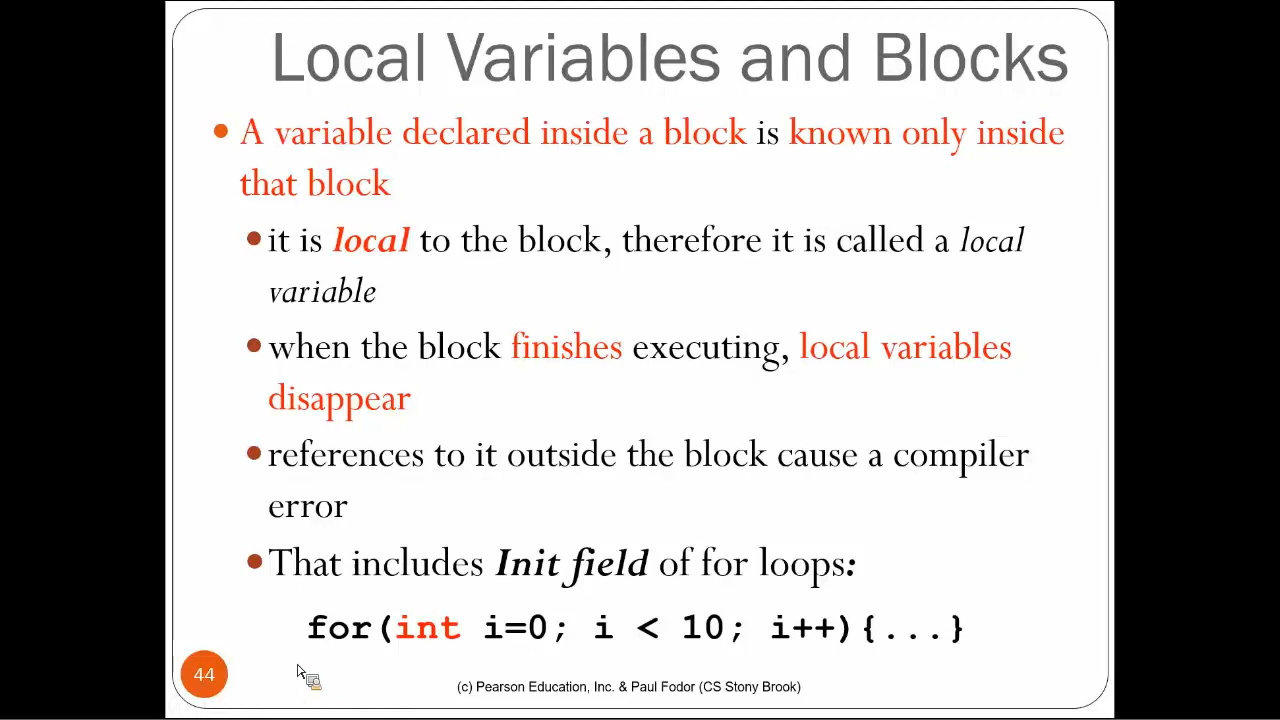 Local Variables and Blocks
• A variable declared inside a block is known only inside
that block
• it is local to the block, therefore it is called a local
variable
• when the block finishes executing, local variables
disappear
• references to it outside the block cause a compiler
error
• That includes Init field of for loops:
for(int i=0; i < 10; i++){...}
44
(c) Pearson Education, Inc. & Paul Fodor (CS Stony Brook)